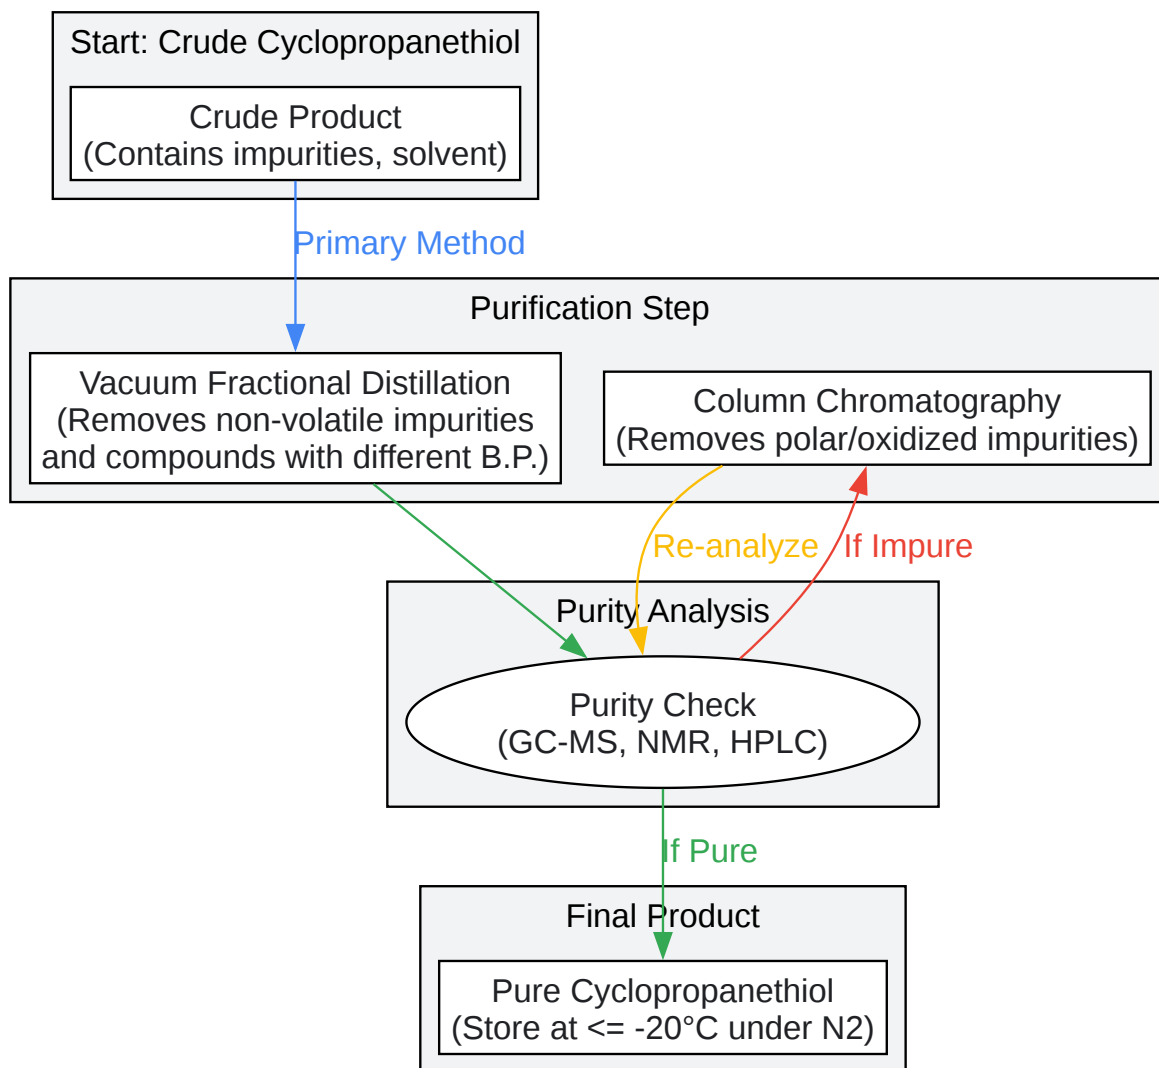 Start: Crude Cyclopropanethiol
Crude Product
(Contains impurities, solvent)
Primary Method
Purification Step
Vacuum Fractional Distillation
(Removes non-volatile impurities
and compounds with different B.P.)
Column Chromatography
(Removes polar/oxidized impurities)
Re-analyze
If Impure
Purity Analysis
Purity Check
(GC-MS, NMR, HPLC)
If Pure
Final Product
Pure Cyclopropanethiol
(Store at <= -20°C under N2)